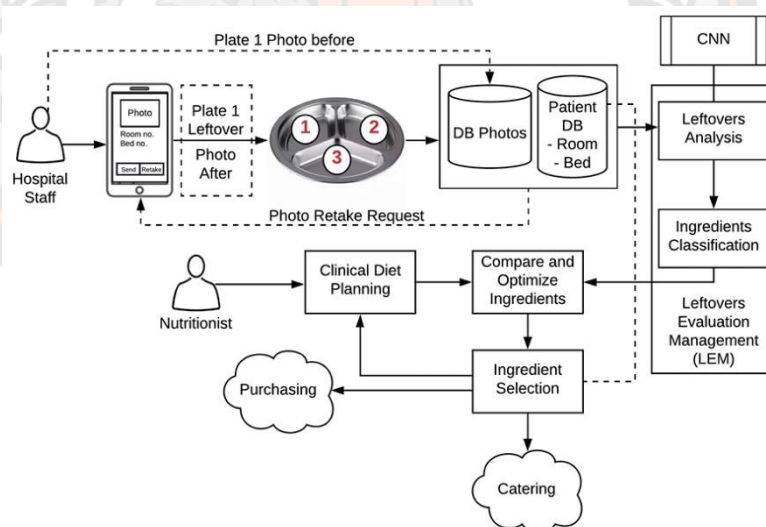 Plate 1 Photo before
CNN
Photo
Room no.
Bed no.
Send
Retake
Plate 1
Leftover
Photo
After
1
2
3
DB Photos
Patient
DB
- Room
- Bed
Leftovers
Analysis
Hospital
Staff
Photo Retake Request
Ingredients
Classification
Nutritionist
Clinical Diet
Planning
Compare and
Optimize
Ingredients
Leftovers
Evaluation
Management
(LEM)
Purchasing
Ingredient
Selection
Catering